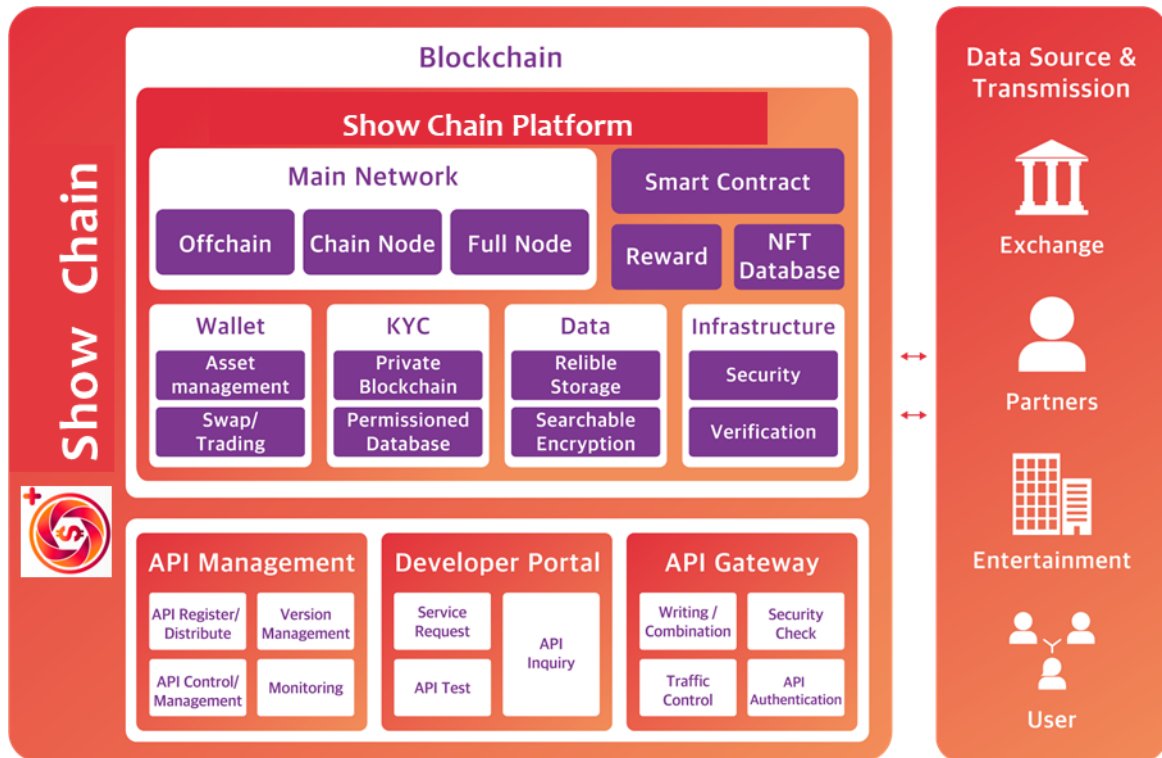 Show Chain
Blockchain
Show Chain Platform
Main Network
Offchain
Chain Node
Full Node
Smart Contract
Reward
NFT
Database
Wallet
Asset
management
Swap/
Trading
KYC
Private
Blockchain
Permissioned
Database
Data
Relible
Storage
Searchable
Encryption
Infrastructure
Security
Verification
API Management
API Register/
Distribute
Version
Management
API Control/
Management
Monitoring
Developer Portal
Service
Request
API Test
API
Inquiry
API Gateway
Writing /
Combination
Security
Check
Traffic
Control
API
Authentication
Data Source &
Transmission
Exchange
Partners
Entertainment
User